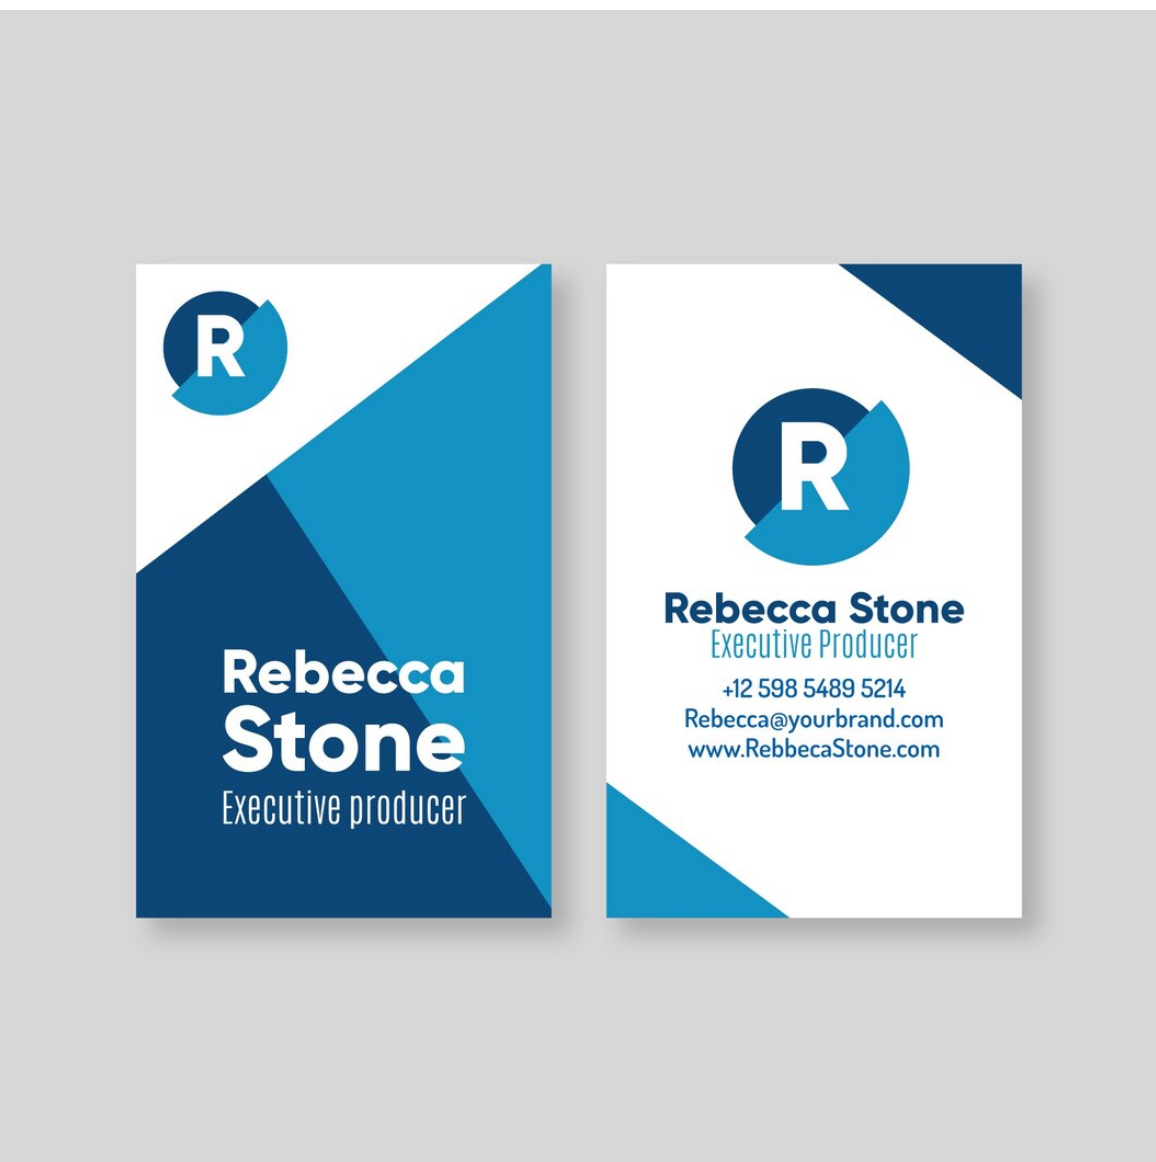 R
Rebecca
Stone
Executive producer
R
Rebecca Stone
Executive Producer
+12 598 5489 5214
Rebecca@yourbrand.com
www.RebbecaStone.com